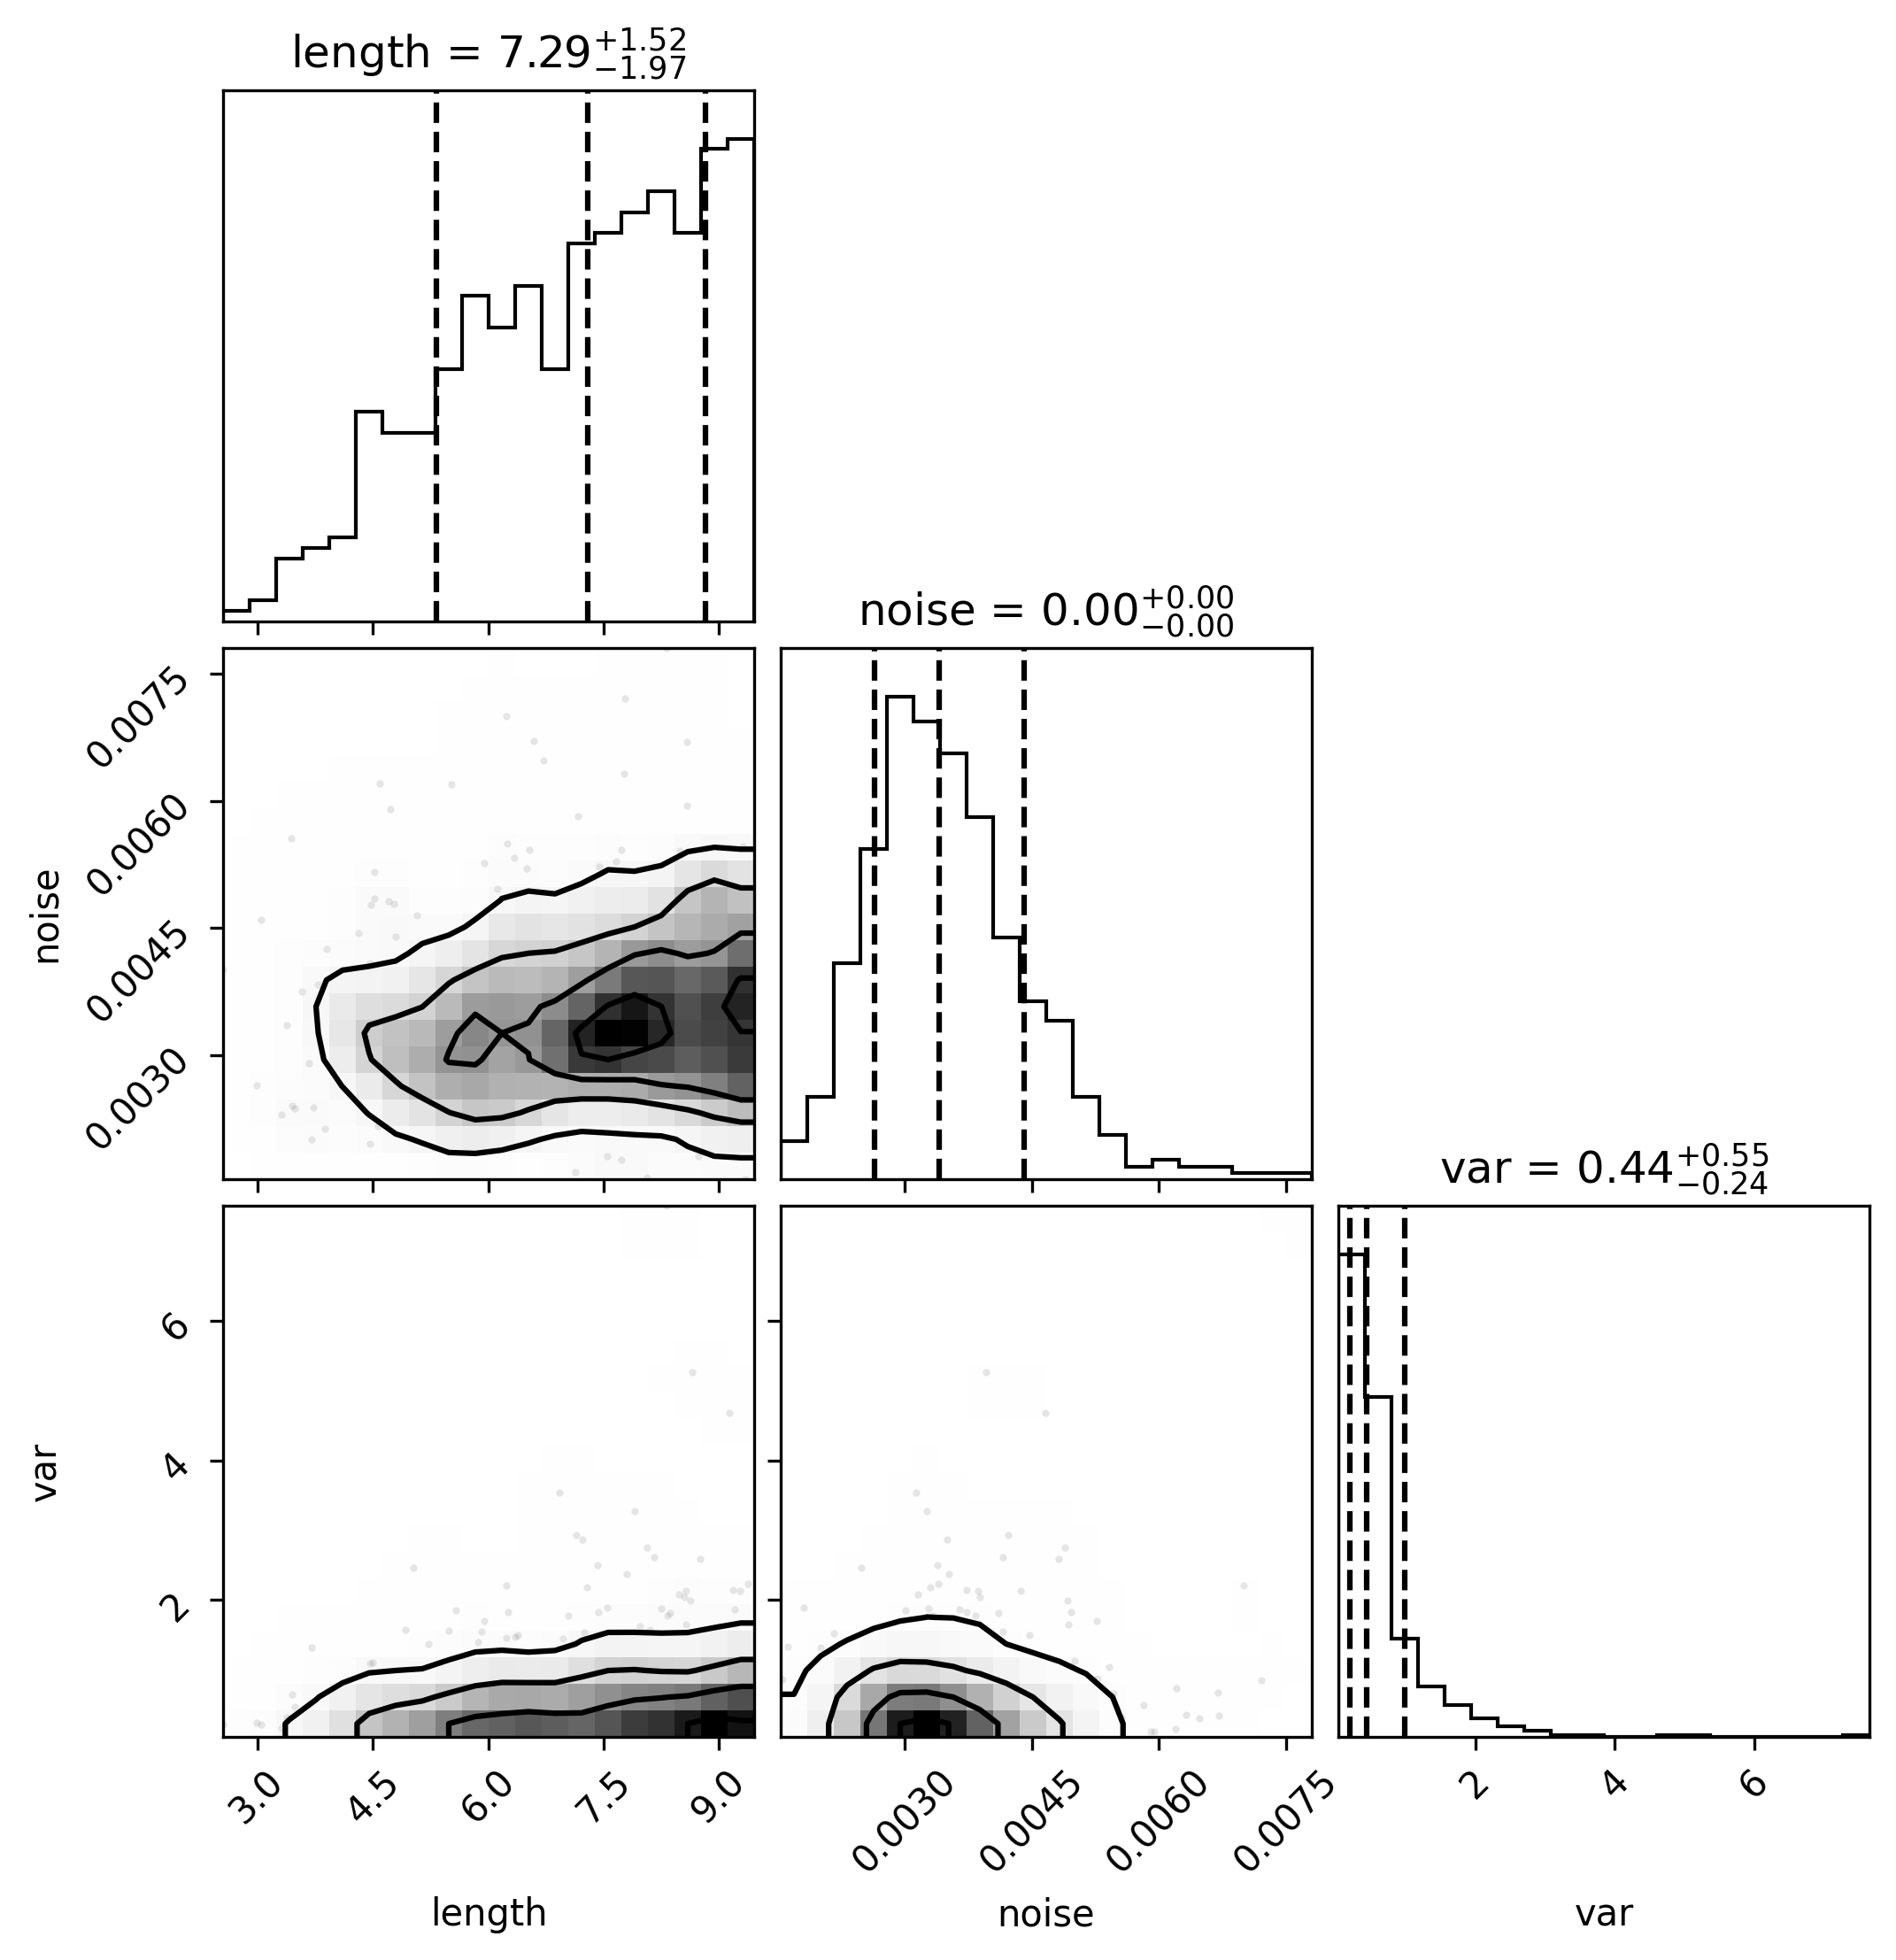 length = 7.29+1.52−1.97
noise = 0.00+0.00−0.00
0.0075
0.0060
0.0045
0.0030
noise
var = 0.44+0.55−0.24
6
4
2
var
3.0 4.5 6.0 7.5 9.0 0.0030 0.0045 0.0060 0.0075 2 4 6
length noise var